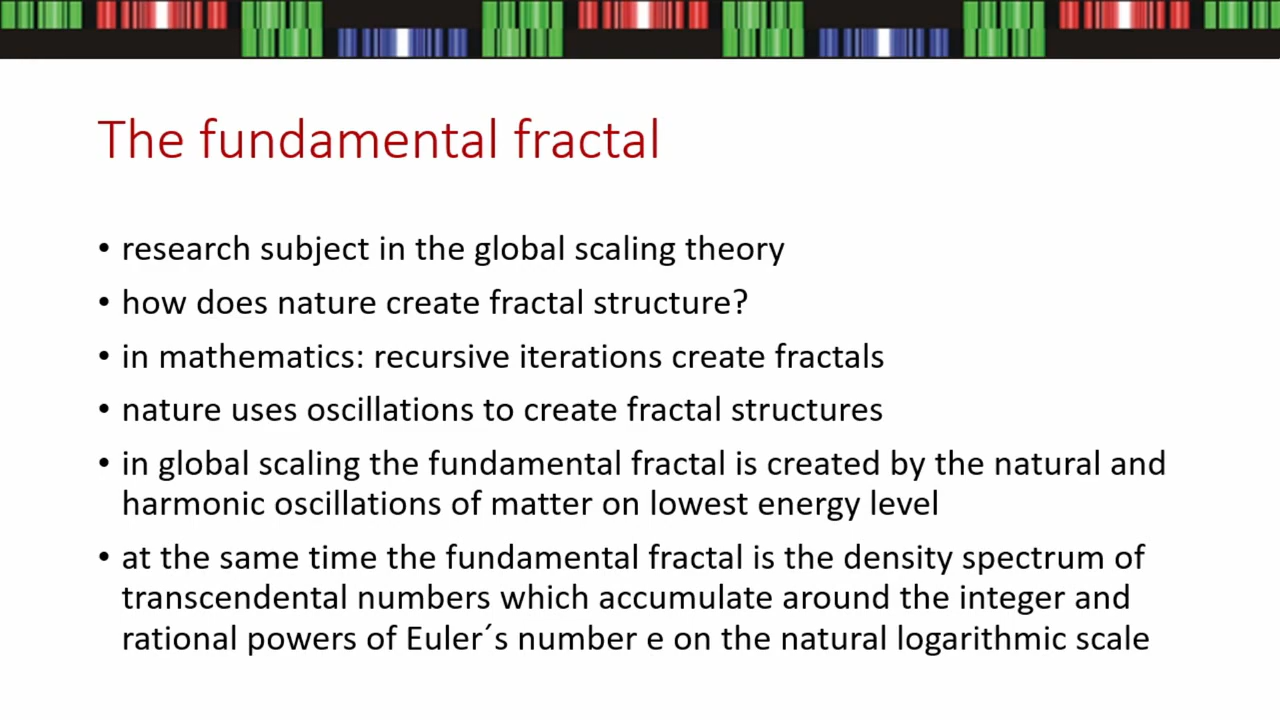 The fundamental fractal
• research subject in the global scaling theory
• how does nature create fractal structure?
• in mathematics: recursive iterations create fractals
• nature uses oscillations to create fractal structures
• in global scaling the fundamental fractal is created by the natural and
harmonic oscillations of matter on lowest energy level
• at the same time the fundamental fractal is the density spectrum of
transcendental numbers which accumulate around the integer and
rational powers of Euler´s number e on the natural logarithmic scale